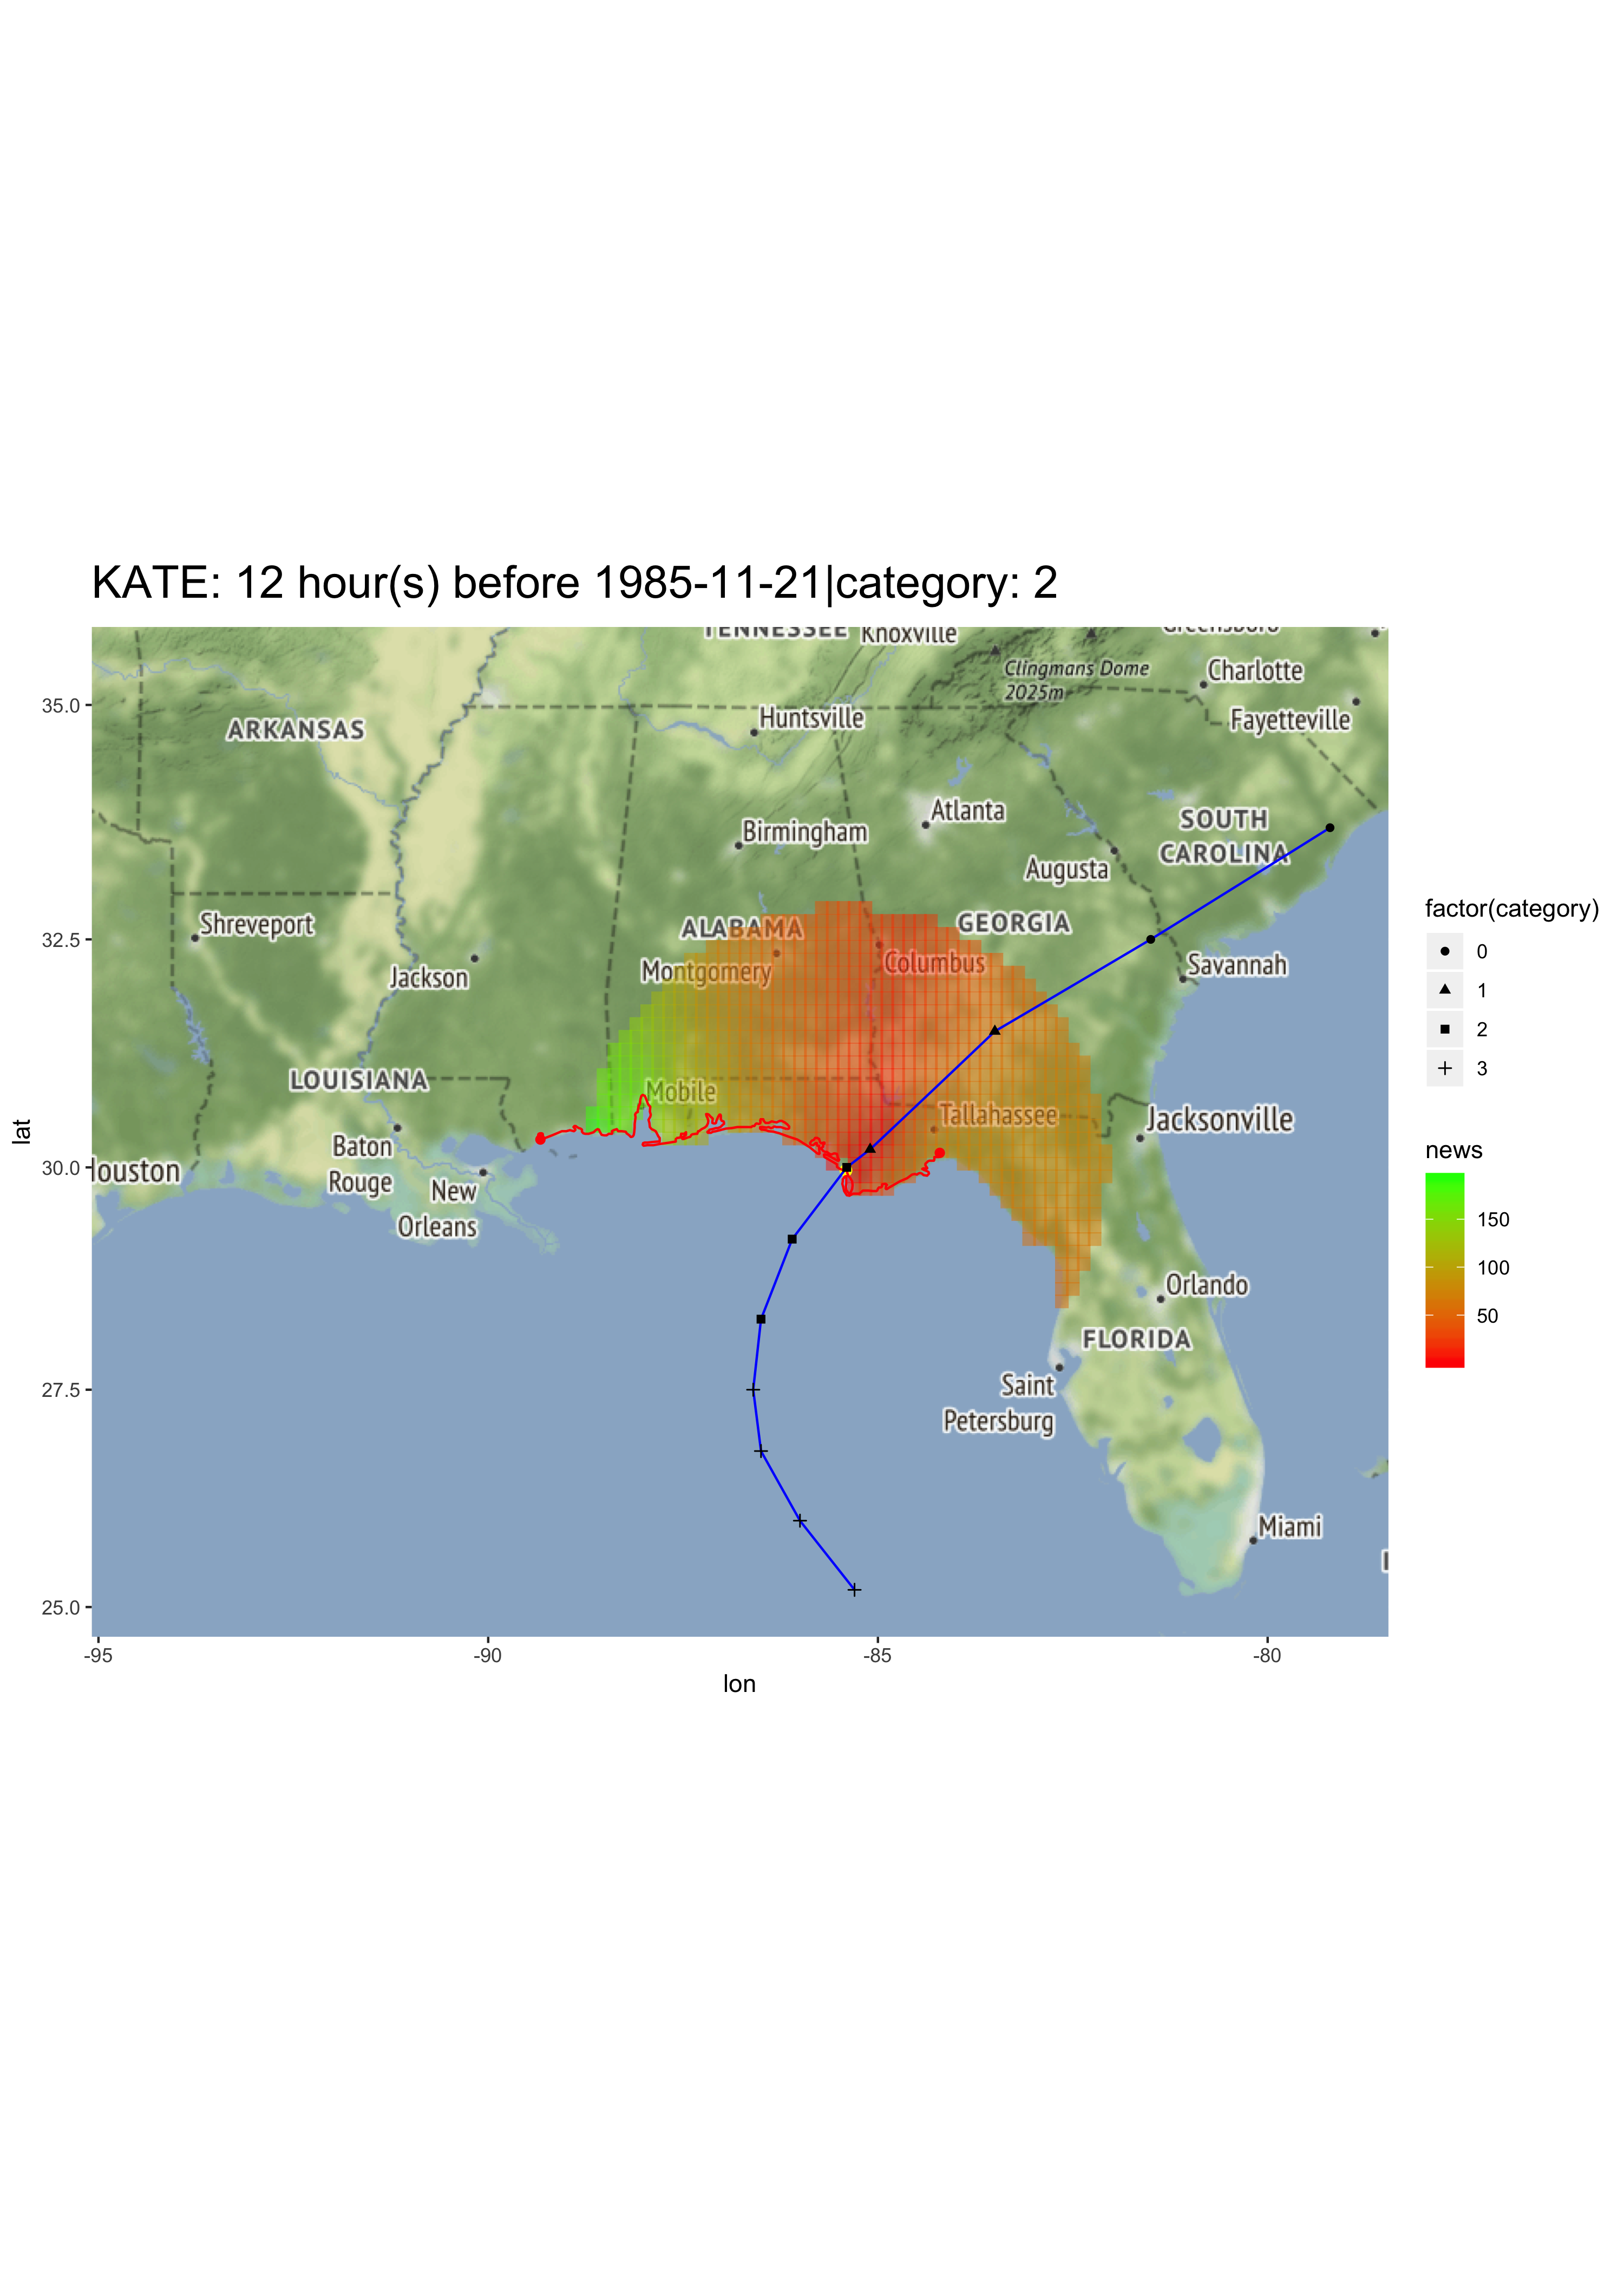 KATE: 12 hour(s) before 1985-11-21|category: 2
TENNESSEE
Knoxville
Greensboro
Clingmans Dome
2025m
Charlotte
35.0
Huntsville
Fayetteville
ARKANSAS
Atlanta
Birmingham
SOUTH
CAROLINA
Augusta
Shreveport
ALABAMA
GEORGIA
32.5
Columbus
Savannah
Montgomery
Jackson
LOUISIANA
Mobile
Tallahassee
Jacksonville
Baton
Rouge
30.0
louston
New
Orleans
Orlando
FLORIDA
27.5
Saint
Petersburg
Miami
25.0
-95
-90
-85
-80
lon
lat
factor(category)
0
1
2
3
news
150
100
50